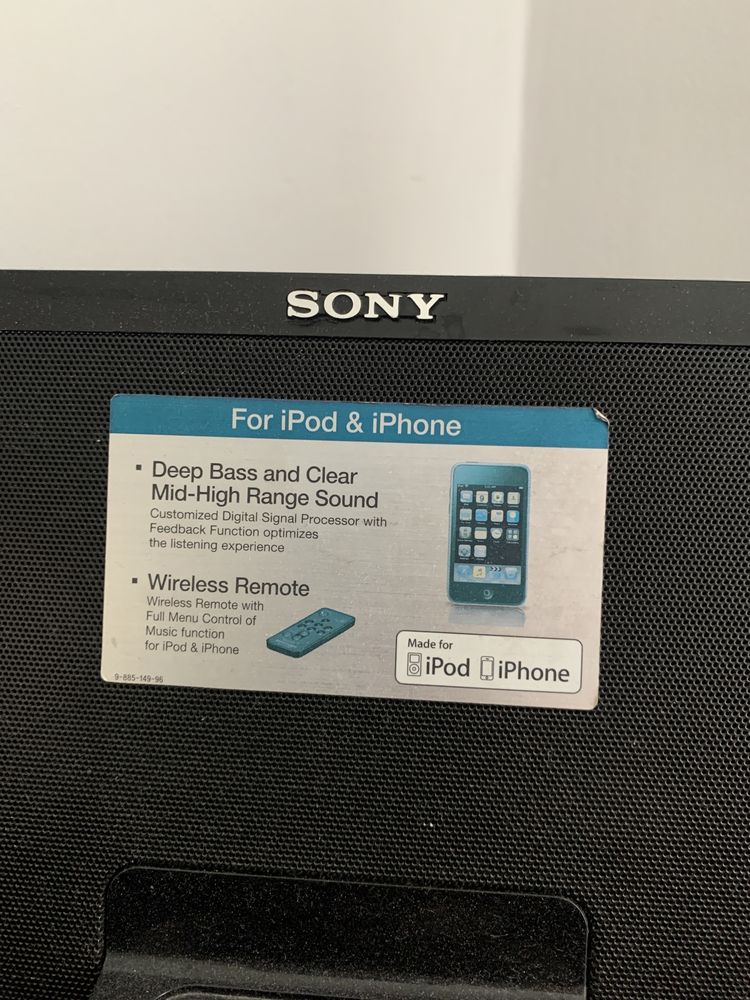 SONY
For iPod & iPhone
▪ Deep Bass and Clear
Mid-High Range Sound
Customized Digital Signal Processor with
Feedback Function optimizes
the listening experience
▪ Wireless Remote
Wireless Remote with
Full Menu Control of
Music function
for iPod & iPhone
Made for
iPod iPhone
9-885-149-96